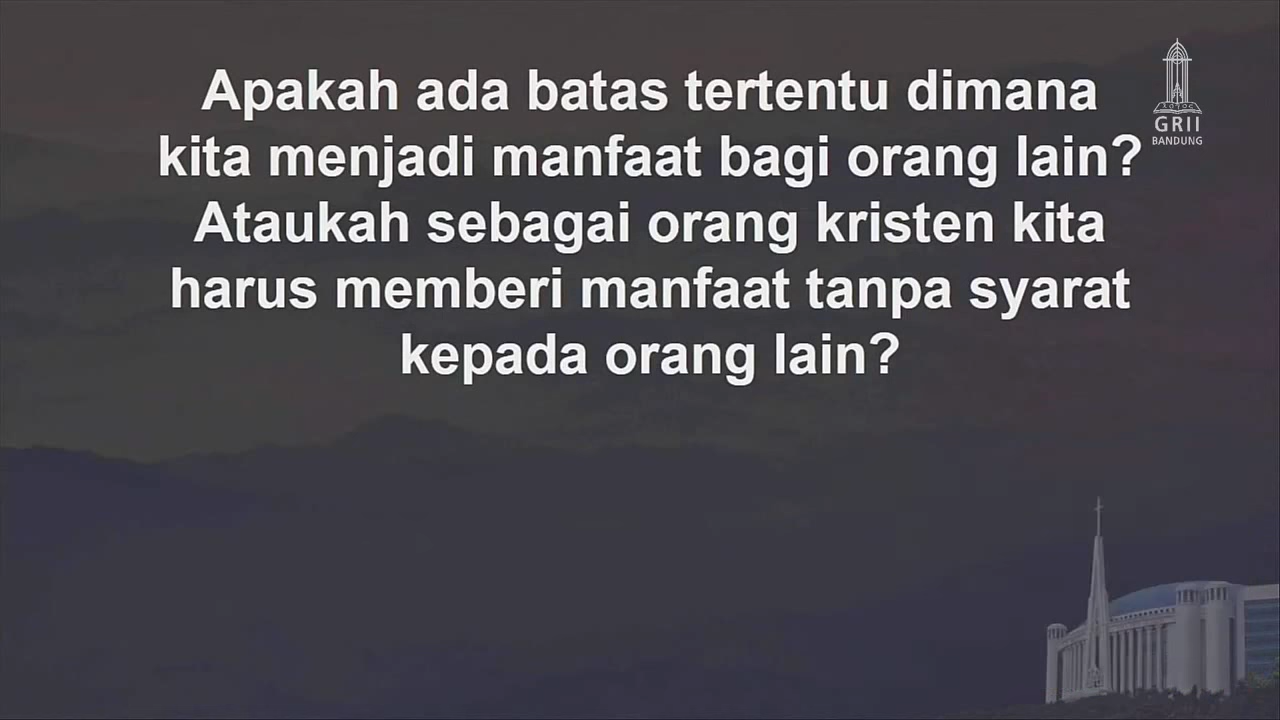 Apakah ada batas tertentu dimana
kita menjadi manfaat bagi orang lain?
Ataukah sebagai orang kristen kita
harus memberi manfaat tanpa syarat
kepada orang lain?
GRII
BANDUNG